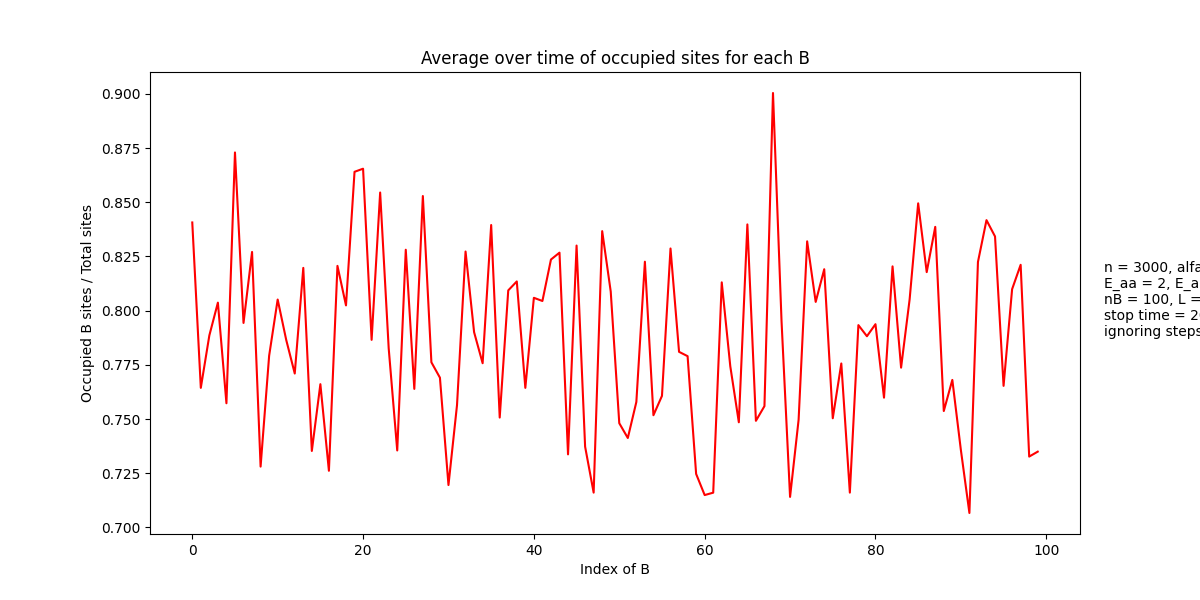 Average over time of occupied sites for each B
Occupied B sites / Total sites
0.900
0.875
0.850
0.825
0.800
0.775
0.750
0.725
0.700
0
20
40
60
80
100
Index of B
n = 3000, alfa
E_aa = 2, E_a
nB = 100, L =
stop time = 2
ignoring steps